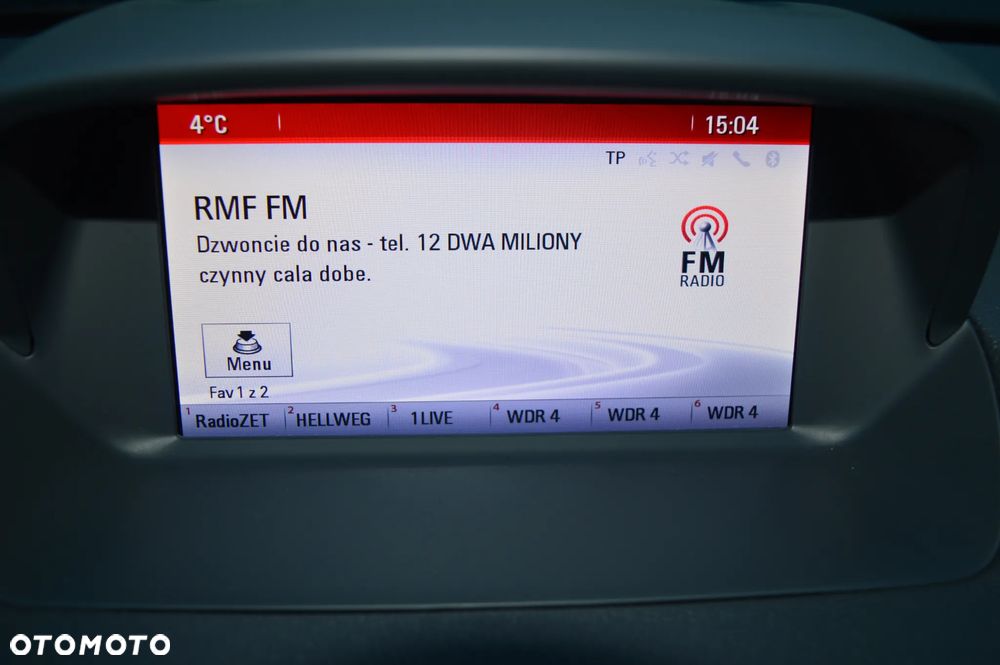 4°C 15:04
TP
RMF FM
Dzwoncie do nas - tel. 12 DWA MILIONY
czynny cala dobe.
FM
RADIO
Menu
Fav 1 z 2
1 RadioZET 2 HELLWEG 3 1LIVE 4 WDR 4 5 WDR 4 6 WDR 4
OTOMOTO